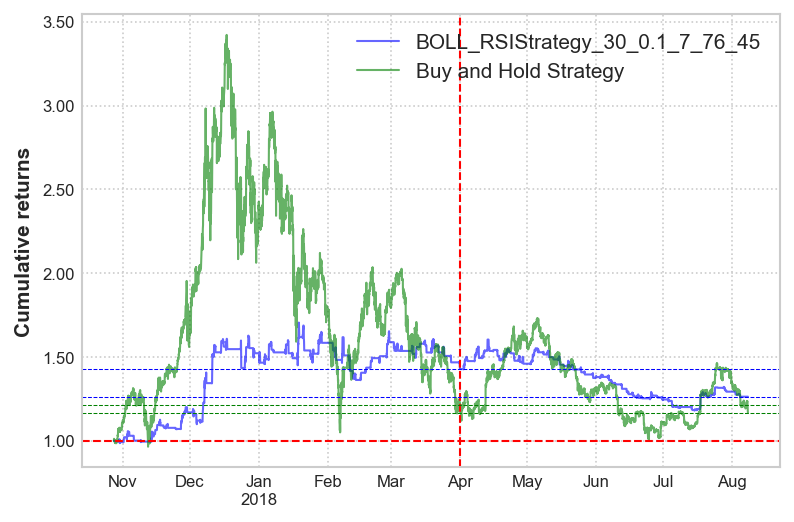 3.50
3.00
2.50
2.00
1.50
1.00
Cumulative returns
BOLL_RSIStrategy_30_0.1_7_76_45
Buy and Hold Strategy
Nov Dec Jan Feb Mar Apr May Jun Jul Aug
2018